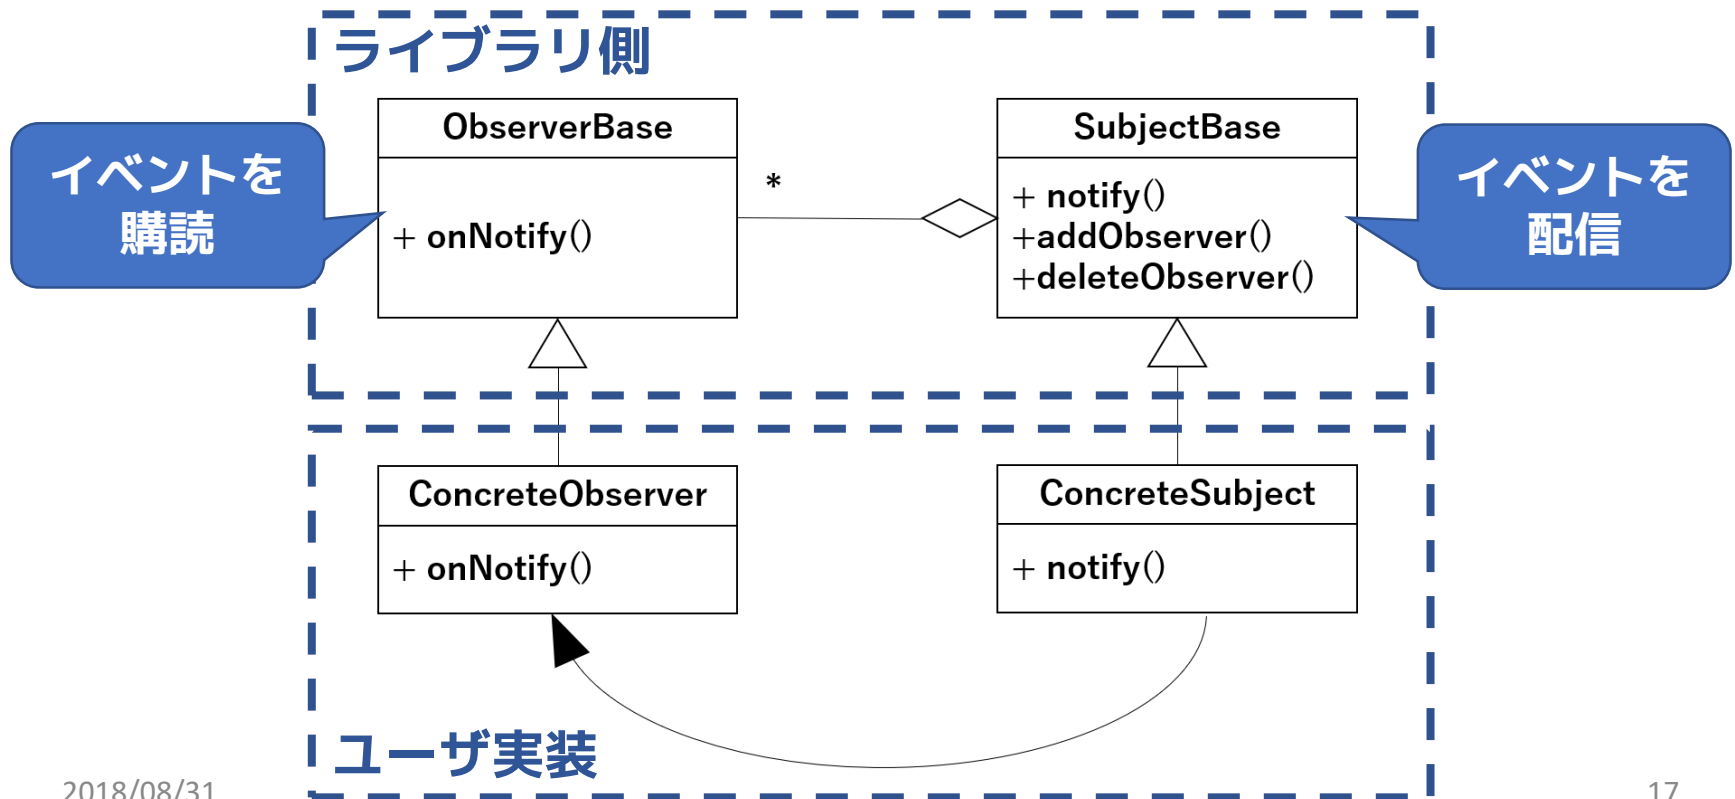 ライブラリ側
ObserverBase
+ onNotify()
*
SubjectBase
+ notify()
+addObserver()
+deleteObserver()
イベントを
購読
イベントを
配信
ConcreteObserver
+ onNotify()
ConcreteSubject
+ notify()
ユーザ実装
2018/08/31
17